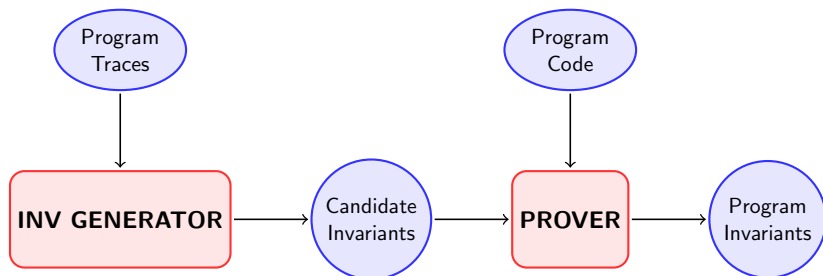 Program
Traces
Program
Code
INV GENERATOR
Candidate
Invariants
PROVER
Program
Invariants